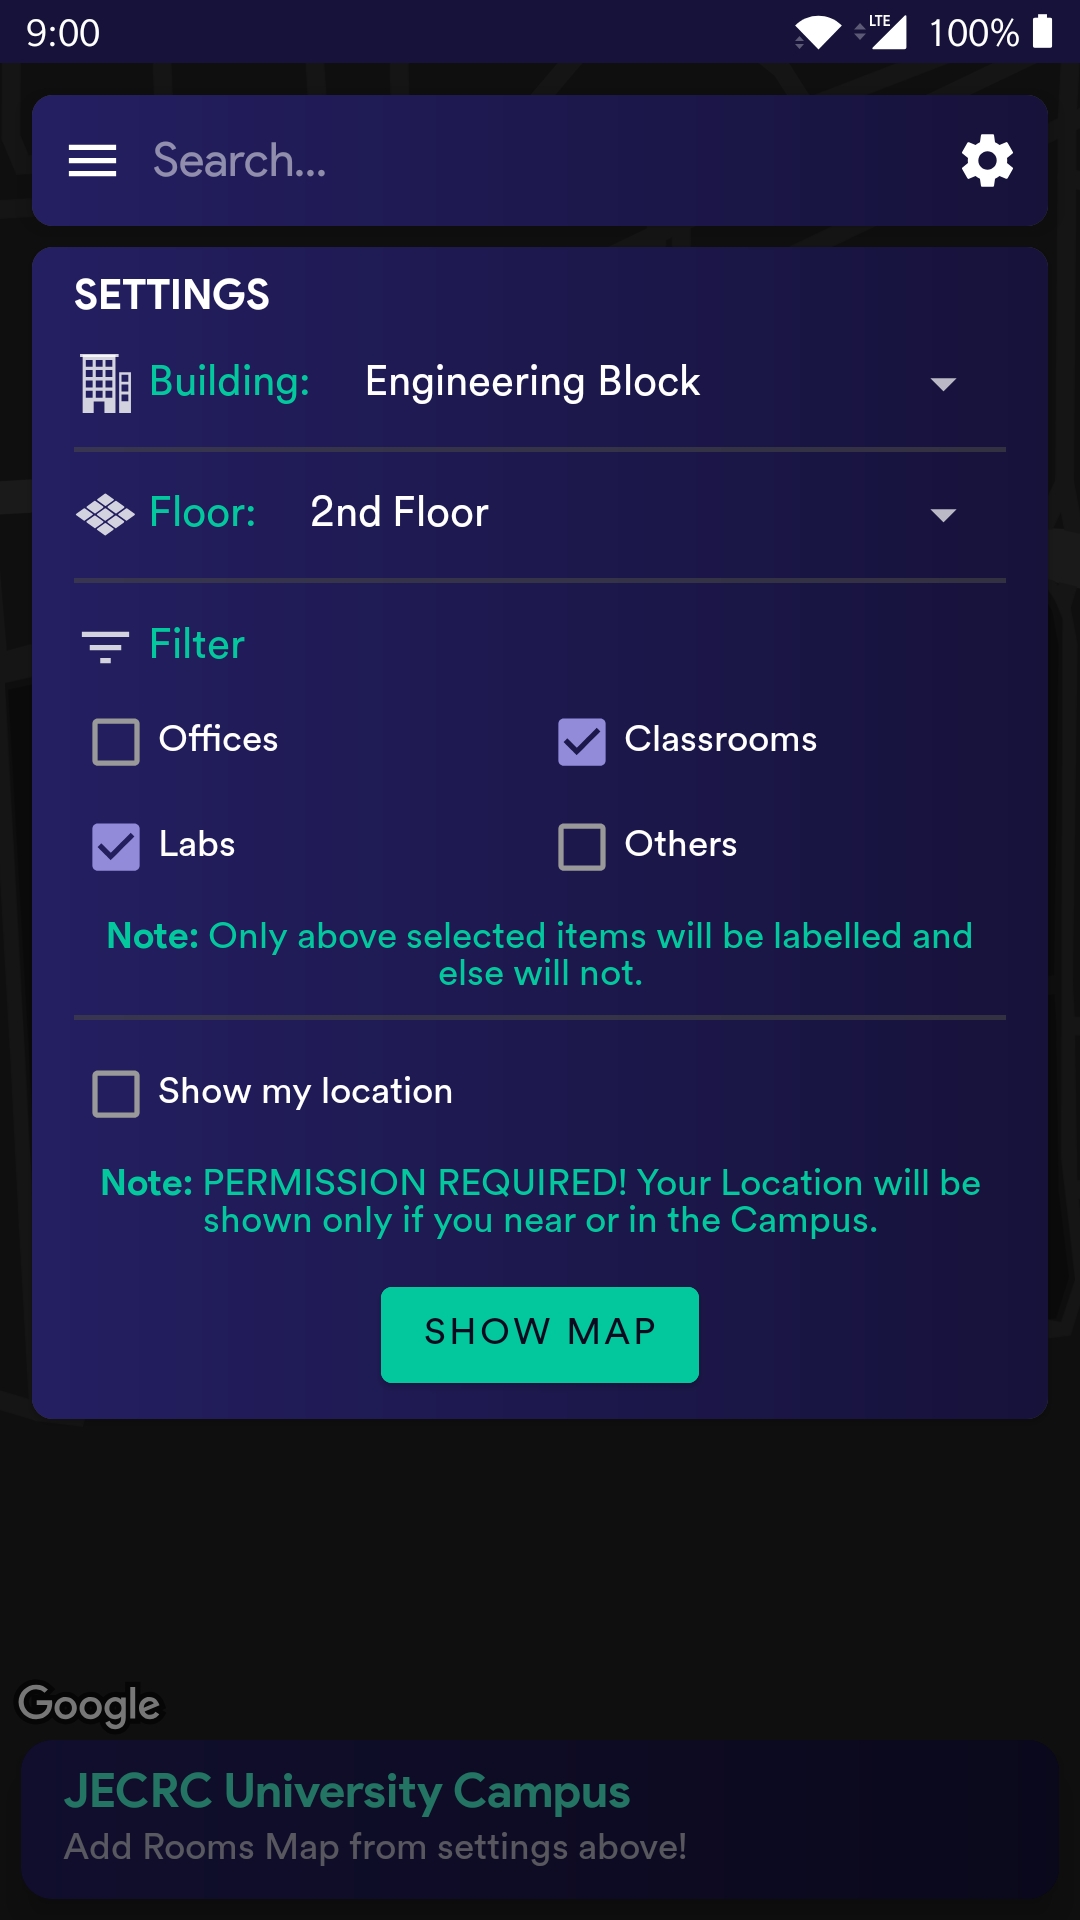 9:00
LTE 100%
Search...
SETTINGS
Building: Engineering Block
Floor: 2nd Floor
Filter
Offices Classrooms
Labs Others
Note: Only above selected items will be labelled and
else will not.
Show my location
Note: PERMISSION REQUIRED! Your Location will be
shown only if you near or in the Campus.
SHOW MAP
Google
JECRC University Campus
Add Rooms Map from settings above!